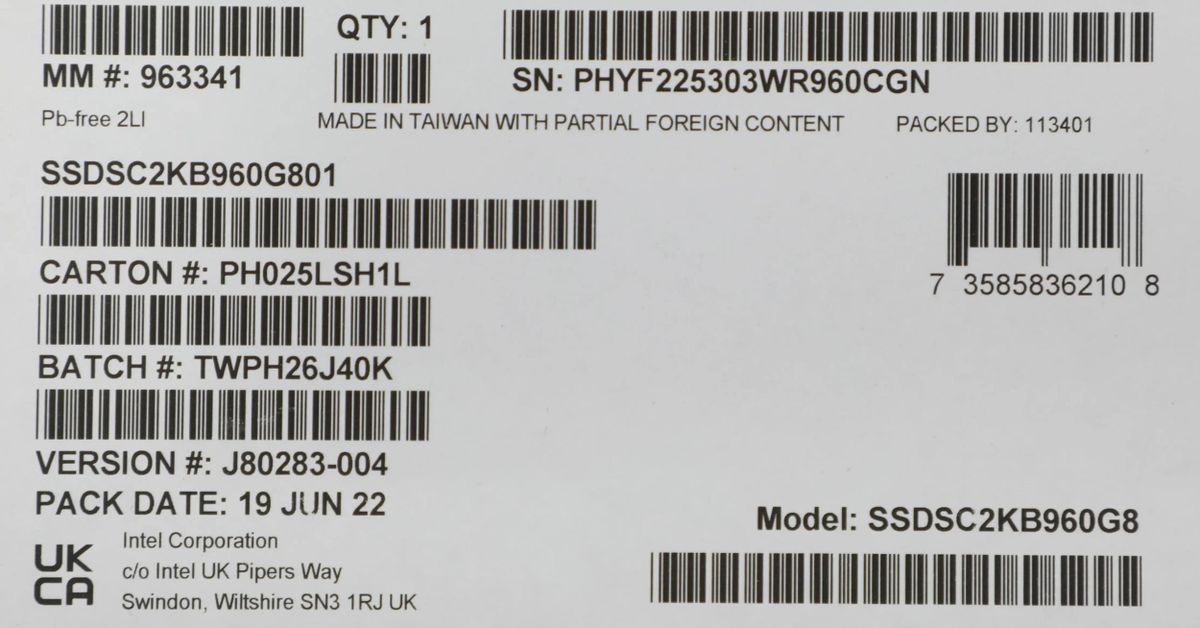 QTY: 1
MM #: 963341
SN: PHYF225303WR960CGN
Pb-free 2LI
MADE IN TAIWAN WITH PARTIAL FOREIGN CONTENT
PACKED BY: 113401
SSDSC2KB960G801
CARTON #: PH025LSH1L
7 3585836210 8
BATCH #: TWPH26J40K
VERSION #: J80283-004
PACK DATE: 19 JUN 22
Model: SSDSC2KB960G8
UK
CA
Intel Corporation
c/o Intel UK Pipers Way
Swindon, Wiltshire SN3 1RJ UK